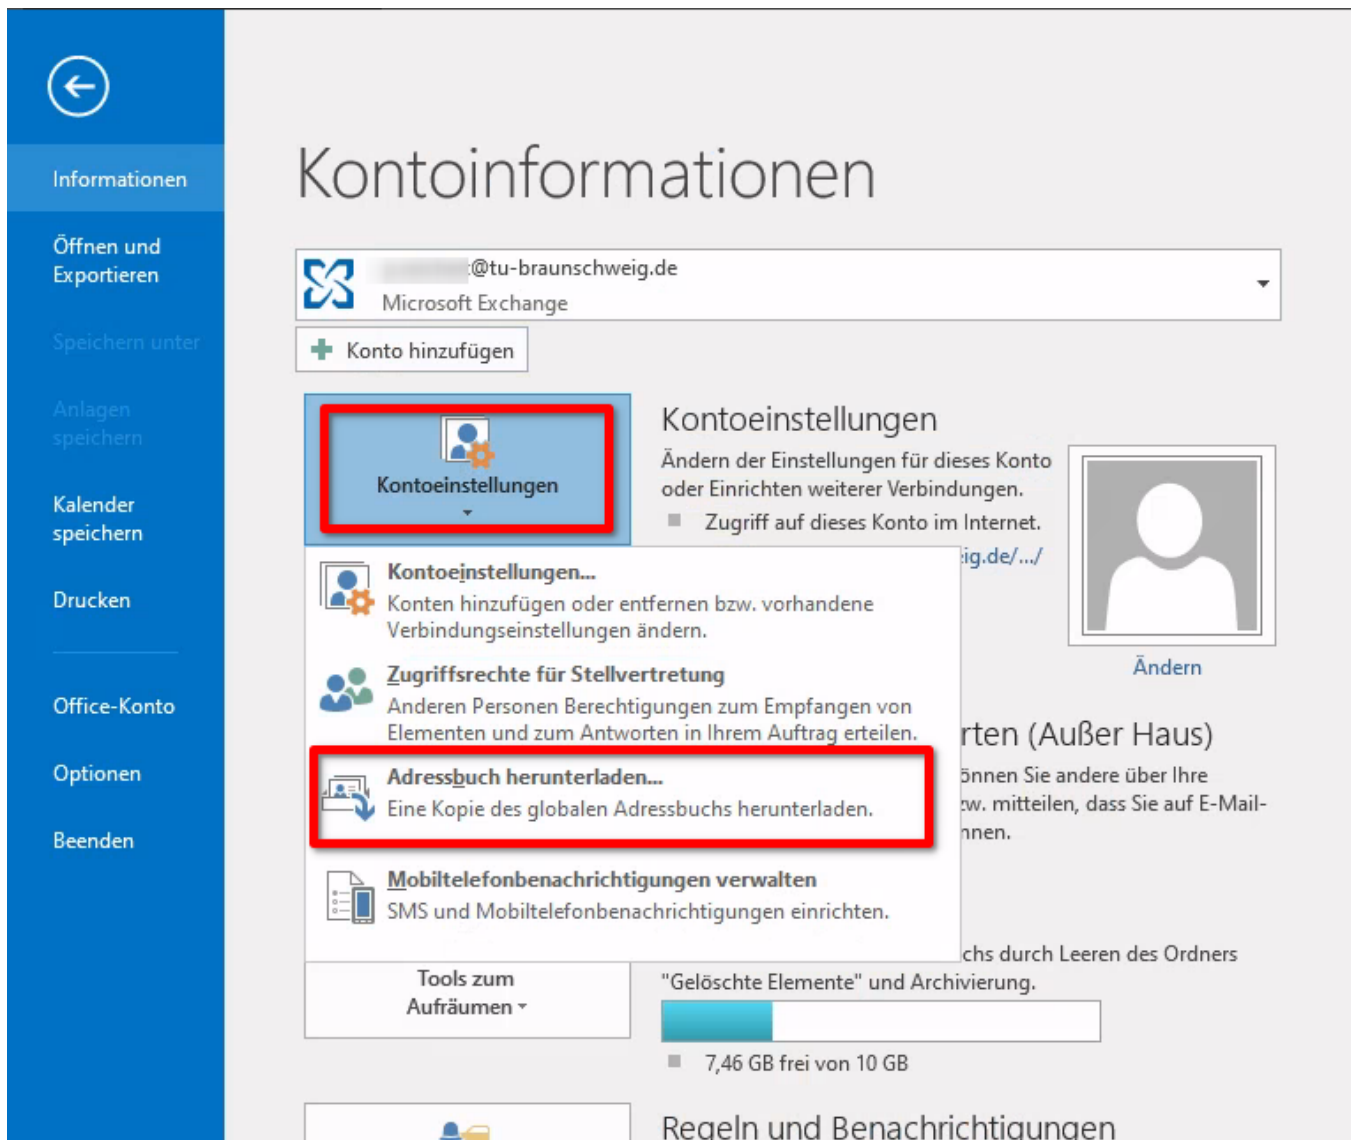 Informationen
Öffnen und
Exportieren
Speichern unter
Anlagen
speichern
Kalender
speichern
Drucken
Office-Konto
Optionen
Beenden
Kontoinformationen
@tu-braunschweig.de
Microsoft Exchange
Konto hinzufügen
Kontoeinstellungen
Kontoeinstellungen
Ändern der Einstellungen für dieses Konto
oder Einrichten weiterer Verbindungen.
Zugriff auf dieses Konto im Internet.
ig.de/.../
Ändern
Kontoeinstellungen...
Konten hinzufügen oder entfernen bzw. vorhandene
Verbindungseinstellungen ändern.
Zugriffsrechte für Stellvertretung
Anderen Personen Berechtigungen zum Empfangen von
Elementen und zum Antworten in Ihrem Auftrag erteilen.
Adressbuch herunterladen...
Eine Kopie des globalen Adressbuchs herunterladen.
Mobiltelefonbenachrichtigungen verwalten
SMS und Mobiltelefonbenachrichtigungen einrichten.
rten (Außer Haus)
önnen Sie andere über Ihre
zw. mitteilen, dass Sie auf E-Mail-
nnen.
Tools zum
Aufräumen
chs durch Leeren des Ordners
"Gelöschte Elemente" und Archivierung.
7,46 GB frei von 10 GB
Regeln und Benachrichtigungen